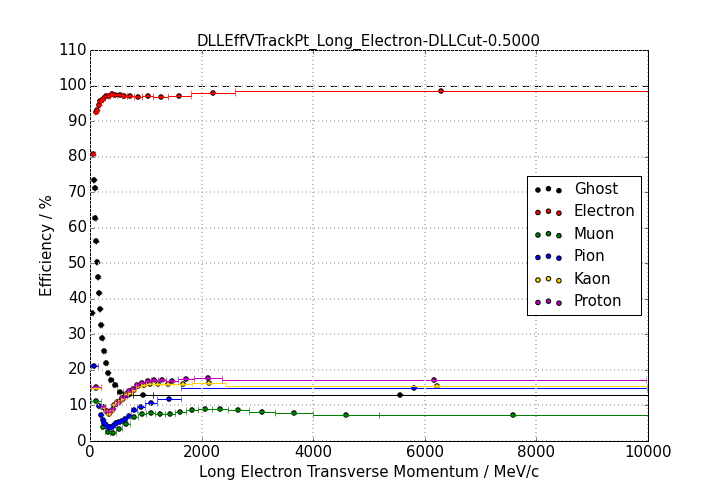 DLLEffVTrackPt_Long_Electron-DLLCut-0.5000
110
100
90
80
70
60
50
40
30
20
10
0
Efficiency / %
Ghost
Electron
Muon
Pion
Kaon
Proton
0 2000 4000 6000 8000 10000
Long Electron Transverse Momentum / MeV/c